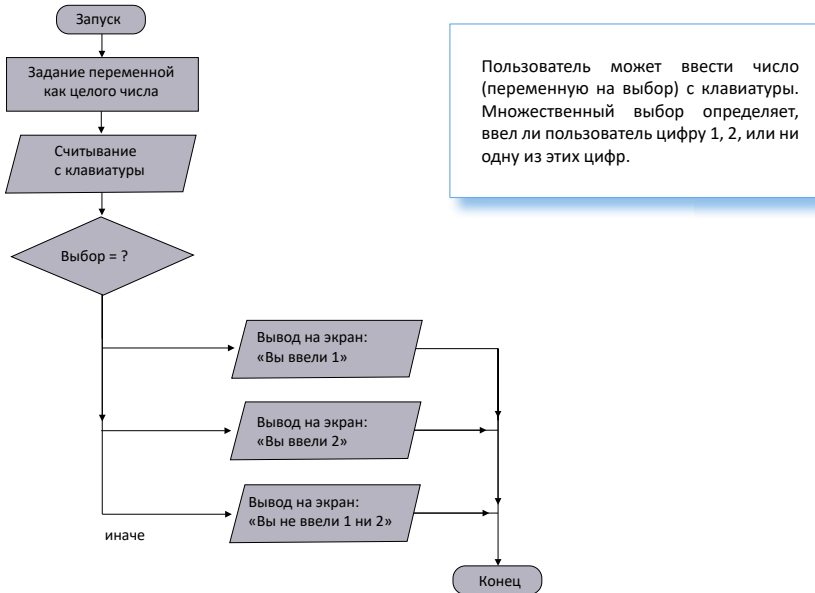 Запуск
Задание переменной
как целого числа
Считывание
с клавиатуры
Выбор = ?
Вывод на экран:
«Вы ввели 1»
Вывод на экран:
«Вы ввели 2»
Вывод на экран:
«Вы не ввели 1 ни 2»
иначе
Конец
Пользователь может ввести число
(переменную на выбор) с клавиатуры.
Множественный выбор определяет,
ввел ли пользователь цифру 1, 2, или ни
одну из этих цифр.